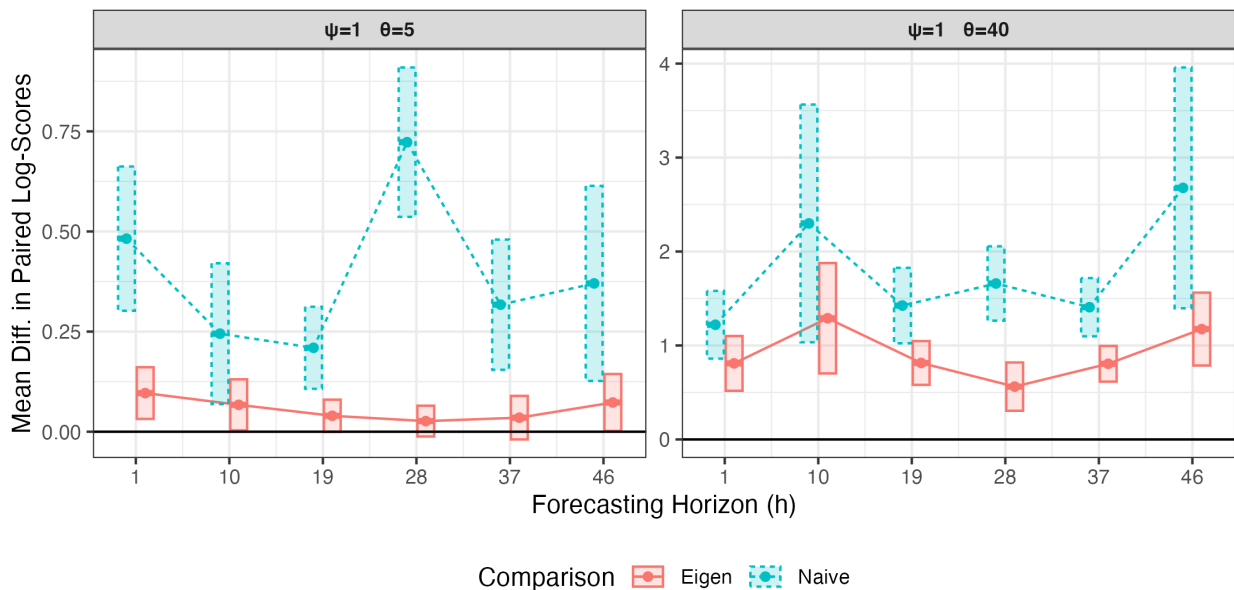 ψ=1 θ=5
ψ=1 θ=40
Mean Diff. in Paired Log-Scores
0.75
0.50
0.25
0.00
4
3
2
1
0
1 10 19 28 37 46
1 10 19 28 37 46
Forecasting Horizon (h)
Comparison Eigen Naive